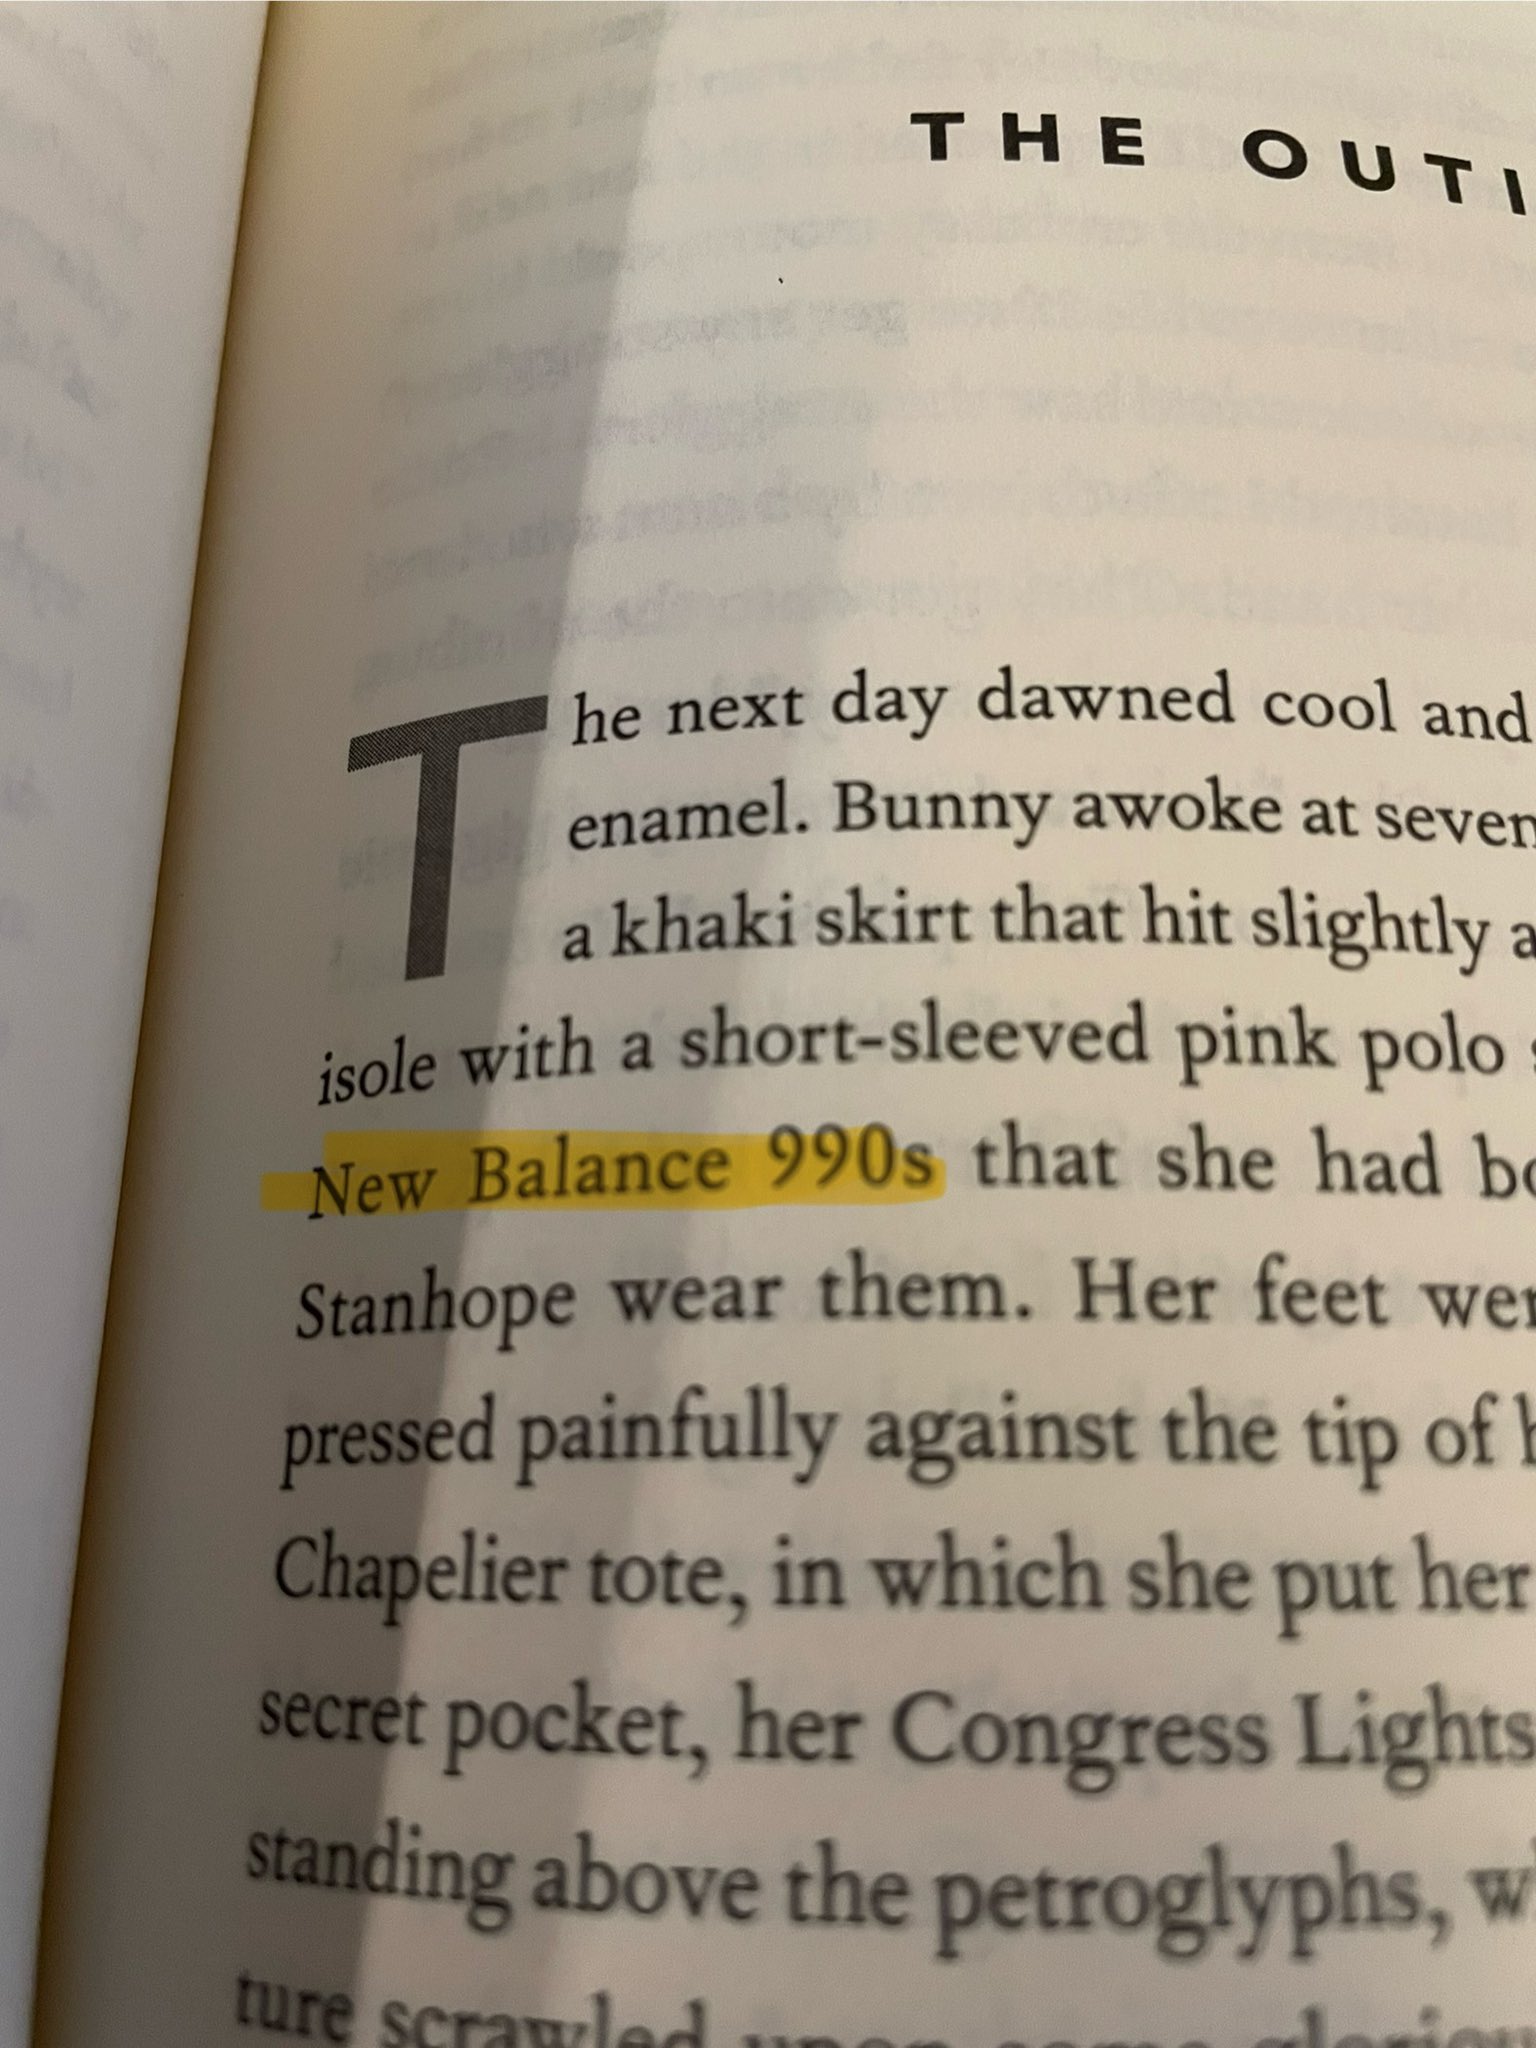 THE OUTI
The next day dawned cool and
enamel. Bunny awoke at seven
a khaki skirt that hit slightly
isole with a short-sleeved pink polo
New Balance 990s that she had
Stanhope wear them. Her feet
pressed painfully against the tip of
Chapelier tote, in which she put her
secret pocket, her Congress Lights
standing above the petroglyphs,
ture scrawled upon some